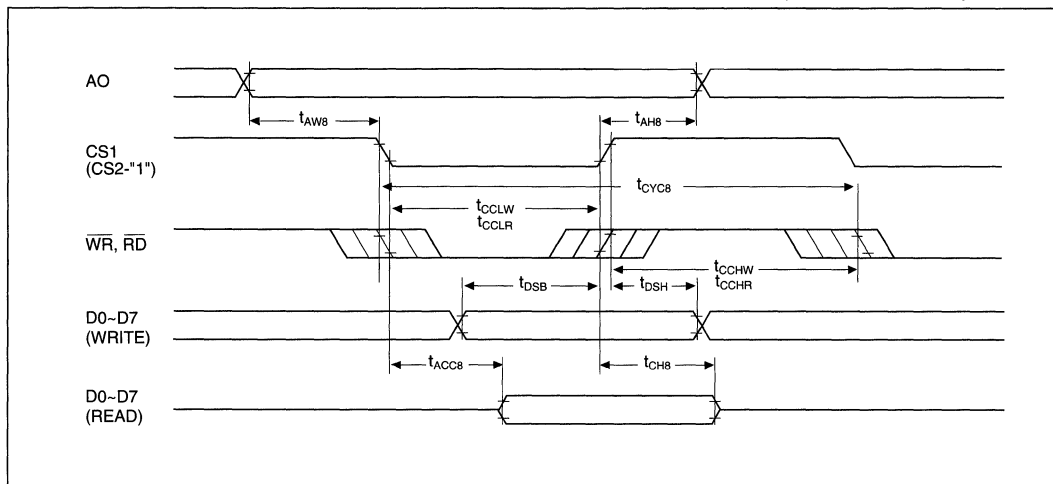 AO
tAW8
tAH8
CS1
(CS2-"1")
tCYC8
tCCLW
tCCLR
WR, RD
tCCHW
tCCHR
tDSB
tDSH
D0~D7
(WRITE)
tACC8
tCH8
D0~D7
(READ)